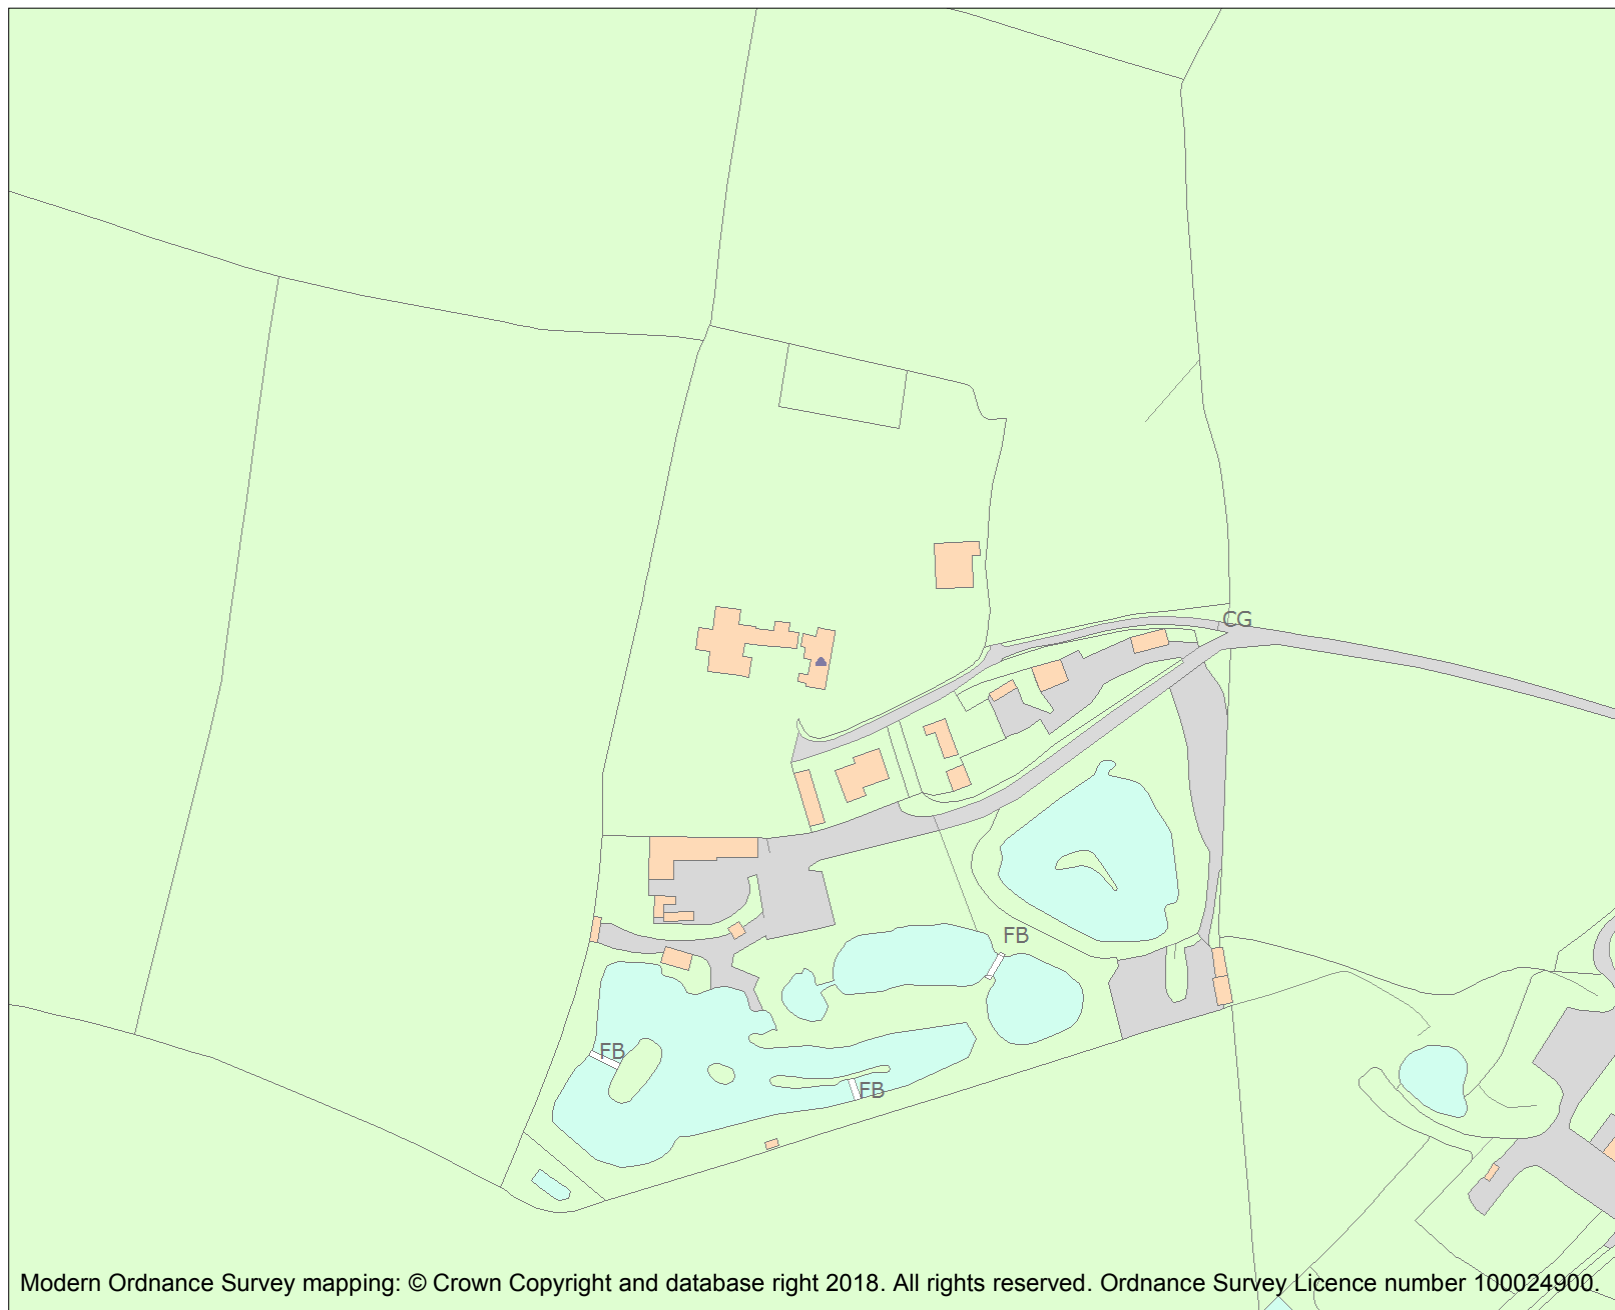 CG
FB
FB
FB
Modern Ordnance Survey mapping: © Crown Copyright and database right 2018. All rights reserved. Ordnance Survey Licence number 100024900.